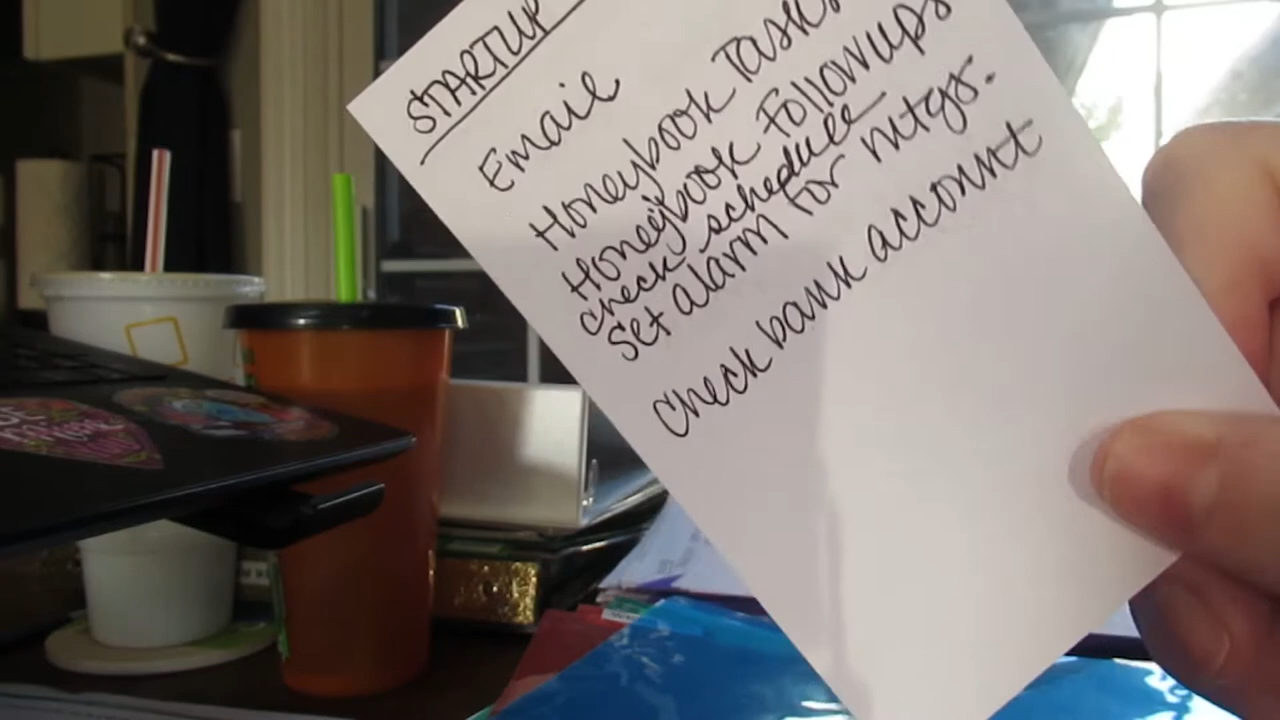 STARTUP
Email
Honeybook Tasks
Honeybook Followups
check schedule
Set alarm for mtgs.
Check bank account